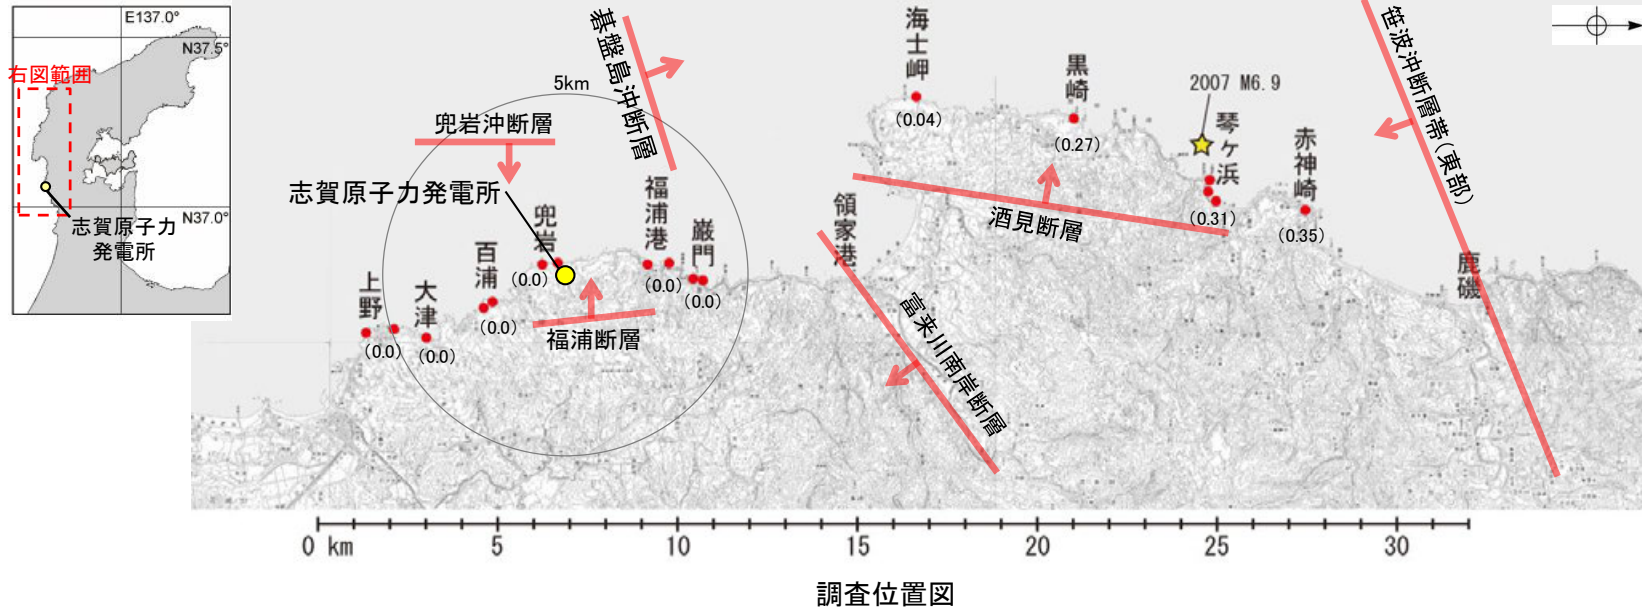 E137.0°
N37.5°
右図範囲
N37.0°
志賀原子力
発電所
5km
碁盤島沖断層
兜岩沖断層
志賀原子力発電所
海士岬
(0.04)
黒崎
(0.27)
2007 M6.9
琴ヶ浜
(0.31)
赤神崎
(0.35)
笹波沖断層帯(東部)
鹿磯
酒見断層
領家港
富来川南岸断層
福浦港
(0.0)
巌門
(0.0)
兜岩
(0.0)
百浦
(0.0)
福浦断層
上野
(0.0)
大津
(0.0)
0 km
5
10
15
20
25
30
調査位置図